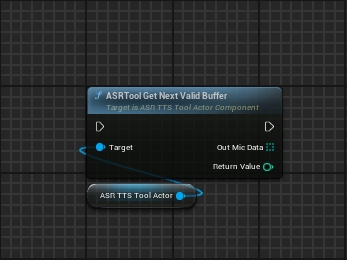 f ASRTool Get Next Valid Buffer
Target is ASR TTS Tool Actor Component
Target
Out Mic Data
Return Value
ASR TTS Tool Actor